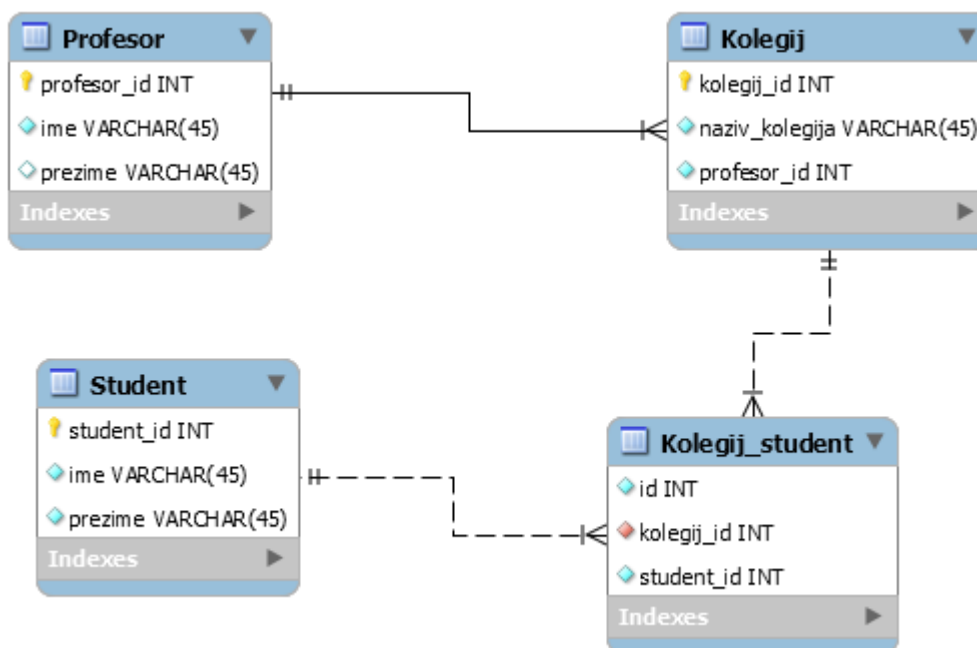 Profesor
profesor_id INT
ime VARCHAR(45)
prezime VARCHAR(45)
Indexes
Kolegij
kolegij_id INT
naziv_kolegija VARCHAR(45)
profesor_id INT
Indexes
Student
student_id INT
ime VARCHAR(45)
prezime VARCHAR(45)
Indexes
Kolegij_student
id INT
kolegij_id INT
student_id INT
Indexes